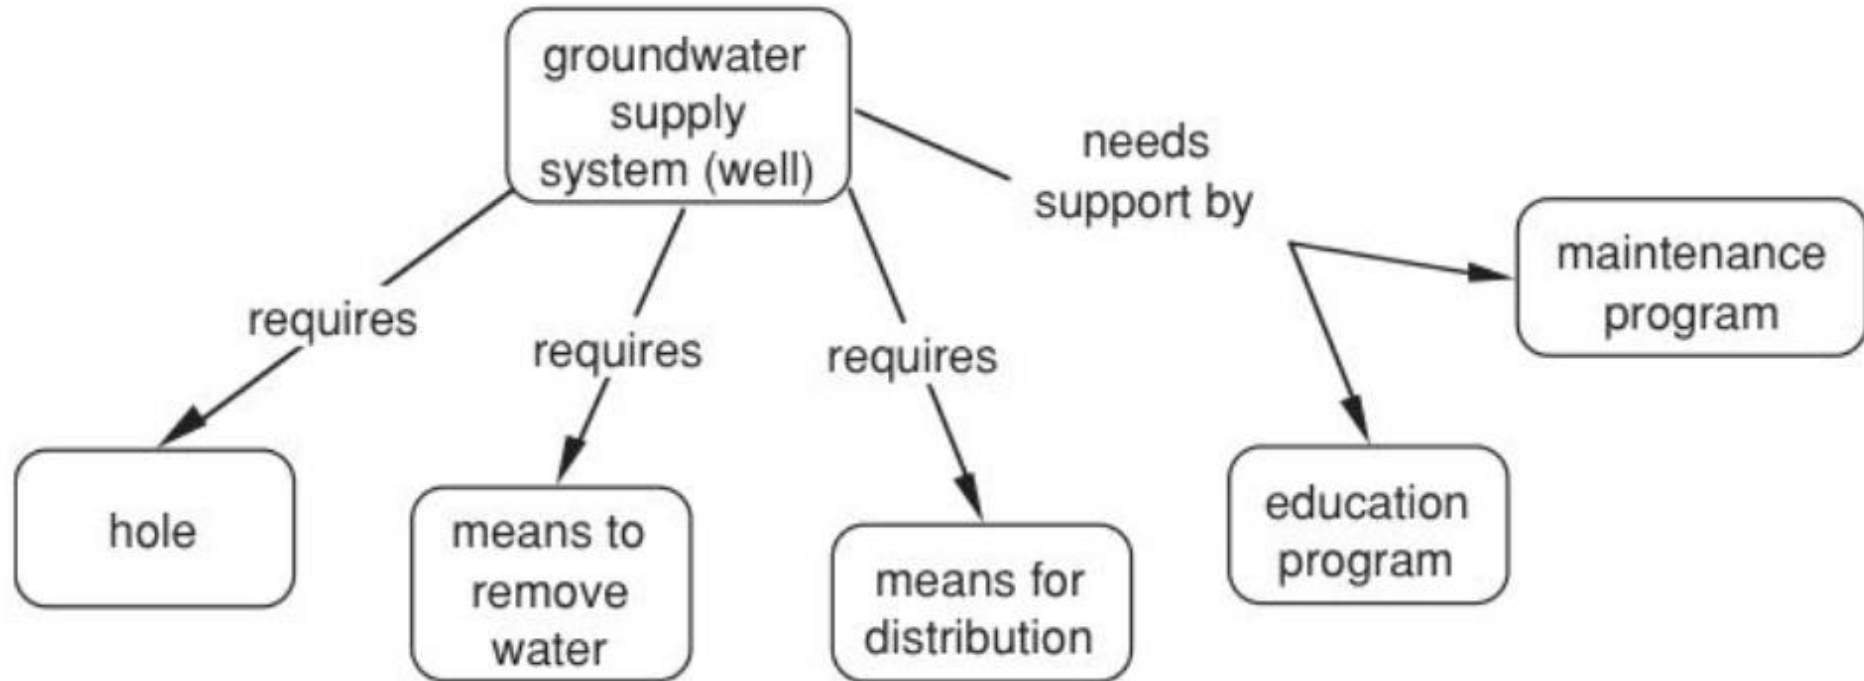 groundwater
supply
system (well)
needs
support by
maintenance
program
requires
requires
requires
hole
means to
remove
water
means for
distribution
education
program